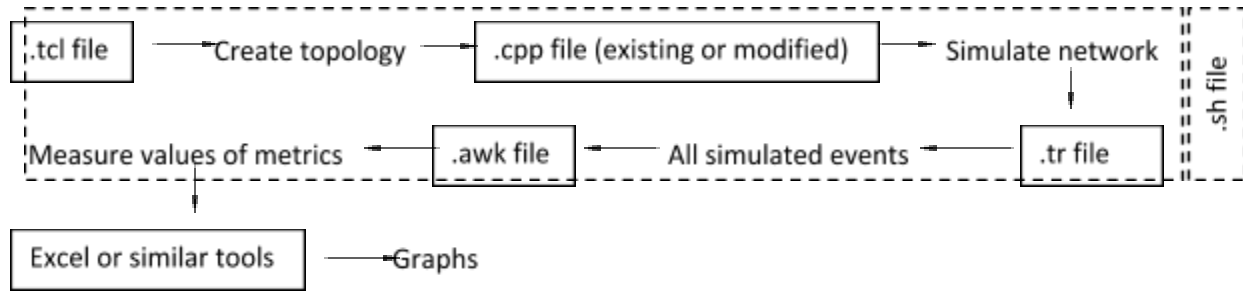 .tcl file
Create topology
.cpp file (existing or modified)
Simulate network
.sh file
Measure values of metrics
.awk file
All simulated events
.tr file
Excel or similar tools
Graphs